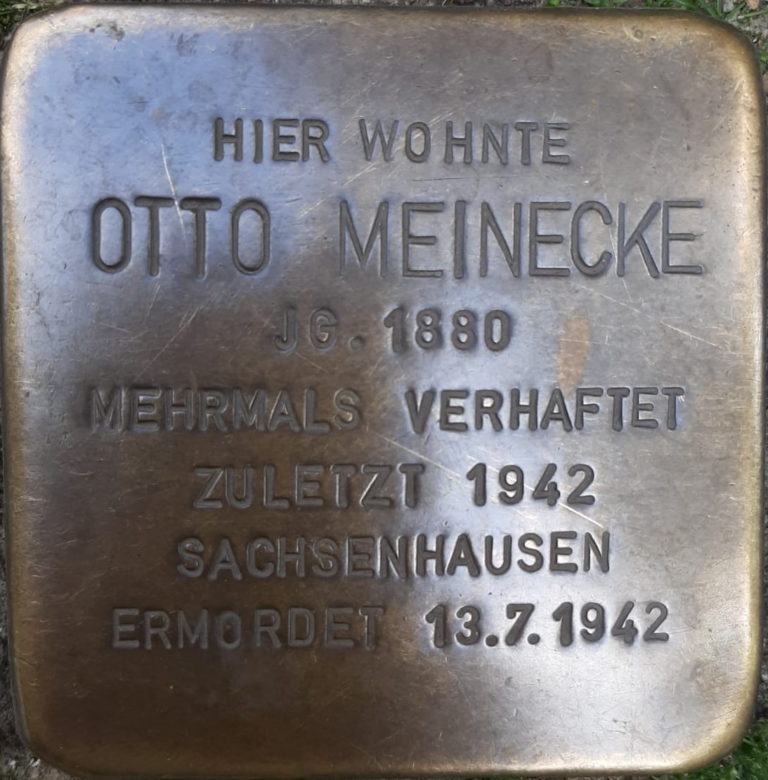 HIER WOHNTE
OTTO MEINECKE
JG. 1880
MEHRMALS VERHAFTET
ZULETZT 1942
SACHSENHAUSEN
ERMORDET 13.7.1942